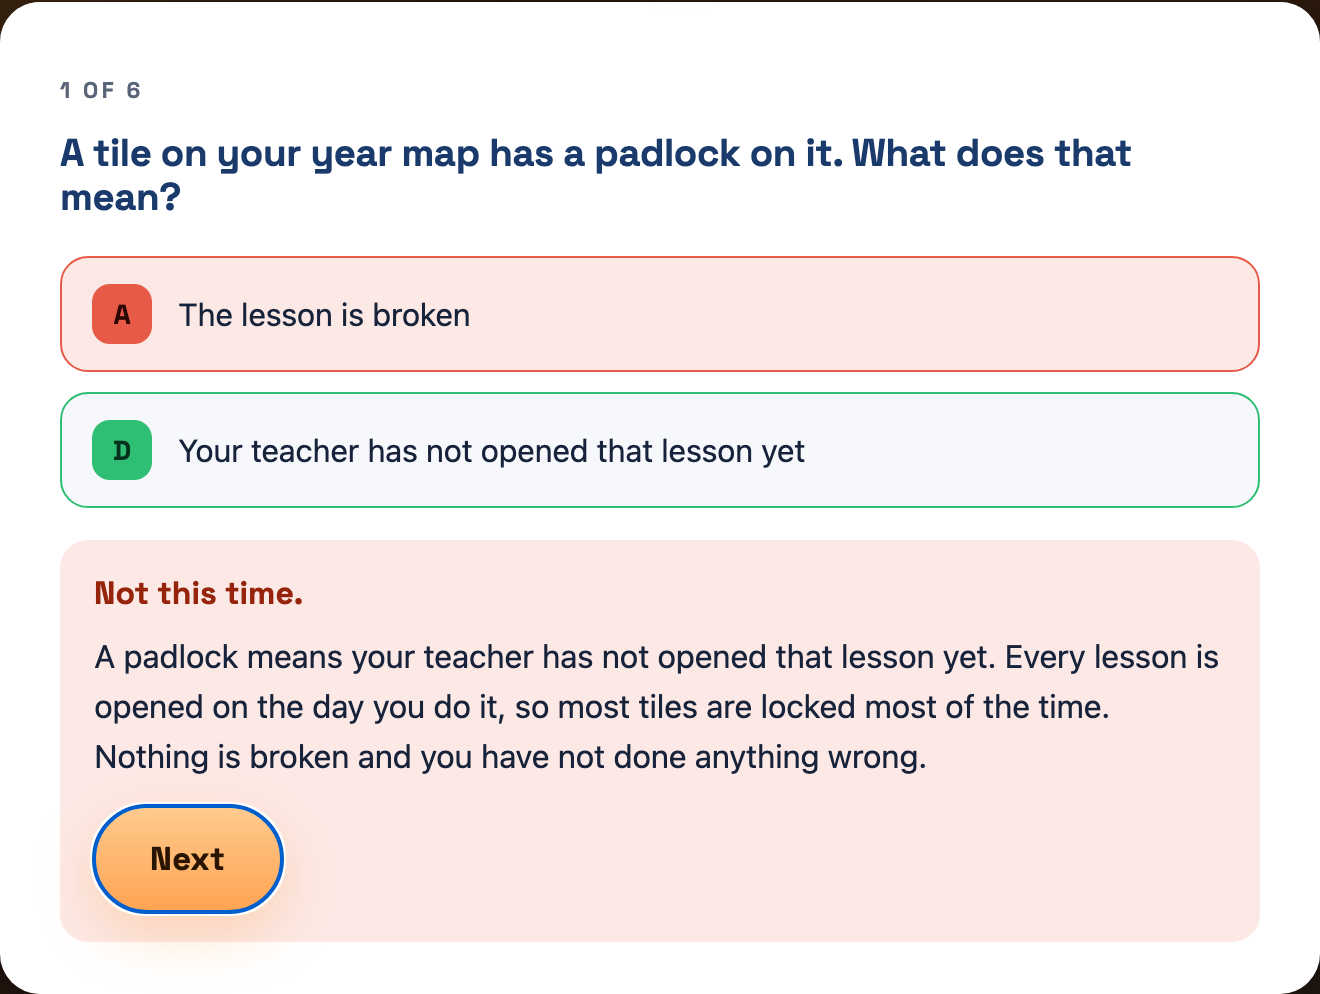 1 OF 6
A tile on your year map has a padlock on it. What does that
mean?
A The lesson is broken
D Your teacher has not opened that lesson yet
Not this time.
A padlock means your teacher has not opened that lesson yet. Every lesson is
opened on the day you do it, so most tiles are locked most of the time.
Nothing is broken and you have not done anything wrong.
Next